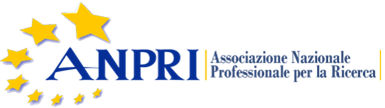 ANPRI
Associazione Nazionale
Professionale per la Ricerca